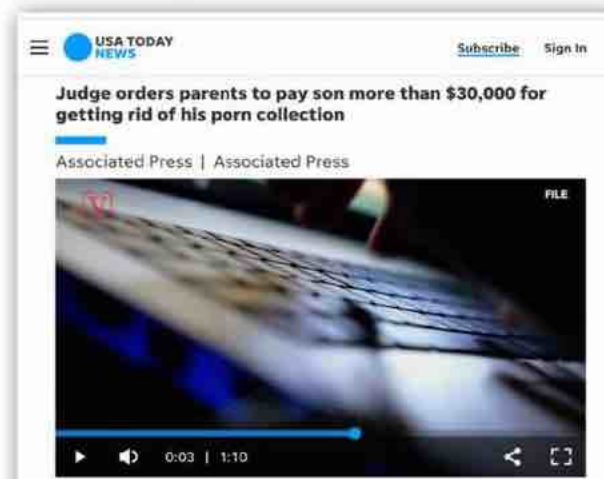 USA TODAY
NEWS
Subscribe Sign In
Judge orders parents to pay son more than $30,000 for
getting rid of his porn collection
Associated Press | Associated Press
V
FILE
0:03 | 1:10